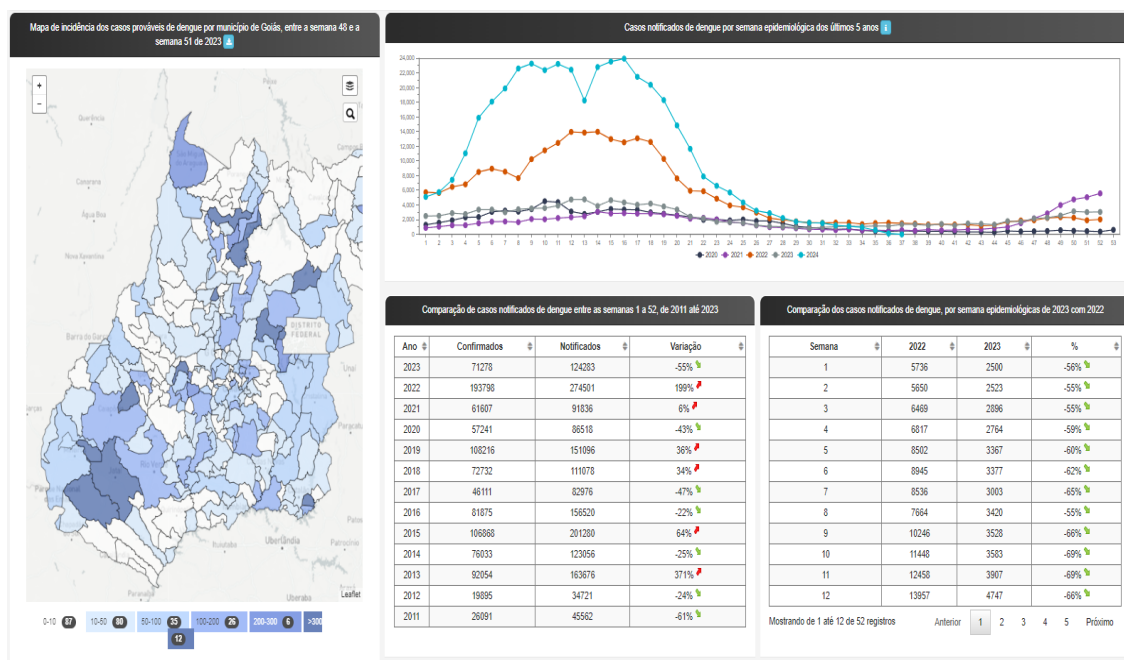 Mapa de incidência dos casos prováveis de dengue por município de Goiás, entre a semana 48 e a
semana 51 de 2023
+
-
Querência
Canarana
Água Boa
Nova Xavantina
DISTRITO
FEDERAL
Unaí
Uberlândia
Ituiutaba
Patrocínio
Uberaba
Leaflet
0-10 87 10-50 80 50-100 35 100-200 26 200-300 6 >300
12
Casos notificados de dengue por semana epidemiológica dos últimos 5 anos i
24,000
22,000
20,000
18,000
16,000
14,000
12,000
10,000
8,000
6,000
4,000
2,000
0
1 2 3 4 5 6 7 8 9 10 11 12 13 14 15 16 17 18 19 20 21 22 23 24 25 26 27 28 29 30 31 32 33 34 35 36 37 38 39 40 41 42 43 44 45 46 47 48 49 50 51 52 53
2020 2021 2022 2023 2024
Comparação de casos notificados de dengue entre as semanas 1 a 52, de 2011 até 2023
Ano Confirmados Notificados Variação
2023 71278 124283 -55%
2022 193798 274501 199%
2021 61607 91836 6%
2020 57241 86518 -43%
2019 108216 151096 36%
2018 72732 111078 34%
2017 46111 82976 -47%
2016 81875 156520 -22%
2015 106868 201280 64%
2014 76033 123056 -25%
2013 92054 163676 371%
2012 19895 34721 -24%
2011 26091 45562 -61%
Comparação dos casos notificados de dengue, por semana epidemiológicas de 2023 com 2022
Semana 2022 2023 %
1 5736 2500 -56%
2 5650 2523 -55%
3 6469 2896 -55%
4 6817 2764 -59%
5 8502 3367 -60%
6 8945 3377 -62%
7 8536 3003 -65%
8 7664 3420 -55%
9 10246 3528 -66%
10 11448 3583 -69%
11 12458 3907 -69%
12 13957 4747 -66%
Mostrando de 1 até 12 de 52 registros
Anterior 1 2 3 4 5 Próximo